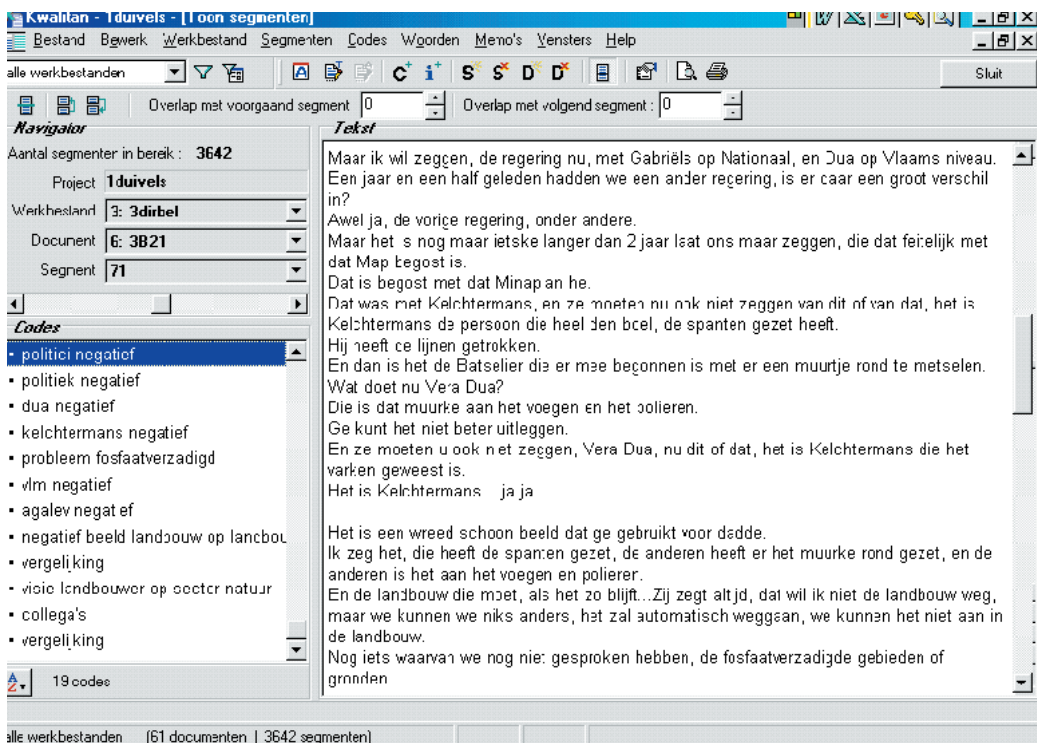 Kwalitan - 1duivels - [Toon segmenten]
Bestand Bewerk Werkbestand Segmenten Codes Woorden Memo's Vensters Help
alle werkbestanden
Sluit
Overlap met voorgaand segment 0 Overlap met volgend segment : 0
Navigator
Aantal segmenten in bereik : 3642
Project 1duivels
Werkbestand 3: 3dirbel
Document 6: 3B21
Segment 71
Codes
politici negatief
politiek negatief
dua negatief
kelchtermans negatief
probleem fosfaatverzadigd
vlm negatief
agalev negatief
negatief beeld landbouw op landbou
vergelijking
visie landbouwer op sector natuur
collega's
vergelijking
19 codes
Tekst
Maar ik wil zeggen, de regering nu, met Gabriëls op Nationaal, en Dua op Vlaams niveau.
Een jaar en een half geleden hadden we een ander regering, is er daar een groot verschil
in?
Awel ja, de vorige regering, onder andere.
Maar het is nog maar ietske langer dan 2 jaar laat ons maar zeggen, die dat feitelijk met
dat Map begost is.
Dat is begost met dat Minaplan he.
Dat was met Kelchtermans, en ze moeten nu ook niet zeggen van dit of van dat, het is
Kelchtermans de persoon die heel den boel, de spanten gezet heeft.
Hij heeft de lijnen getrokken.
En dan is het de Batselier die er mee begonnen is met er een muurtje rond te metselen.
Wat doet nu Vera Dua?
Die is dat muurke aan het voegen en het polieren.
Ge kunt het niet beter uitleggen.
En ze moeten u ook niet zeggen, Vera Dua, nu dit of dat, het is Kelchtermans die het
varken geweest is.
Het is Kelchtermans ja ja
Het is een wreed schoon beeld dat ge gebruikt voor dadde.
Ik zeg het, die heeft de spanten gezet, de anderen heeft er het muurke rond gezet, en de
anderen is het aan het voegen en polieren.
En de landbouw die moet, als het zo blijft...Zij zegt altijd, dat wil ik niet de landbouw weg,
maar we kunnen we niks anders, het zal automatisch weggaan, we kunnen het niet aan in
de landbouw.
Nog iets waarvan we nog niet gesproken hebben, de fosfaatverzadigde gebieden of
gronden
alle werkbestanden (61 documenten | 3642 segmenten)